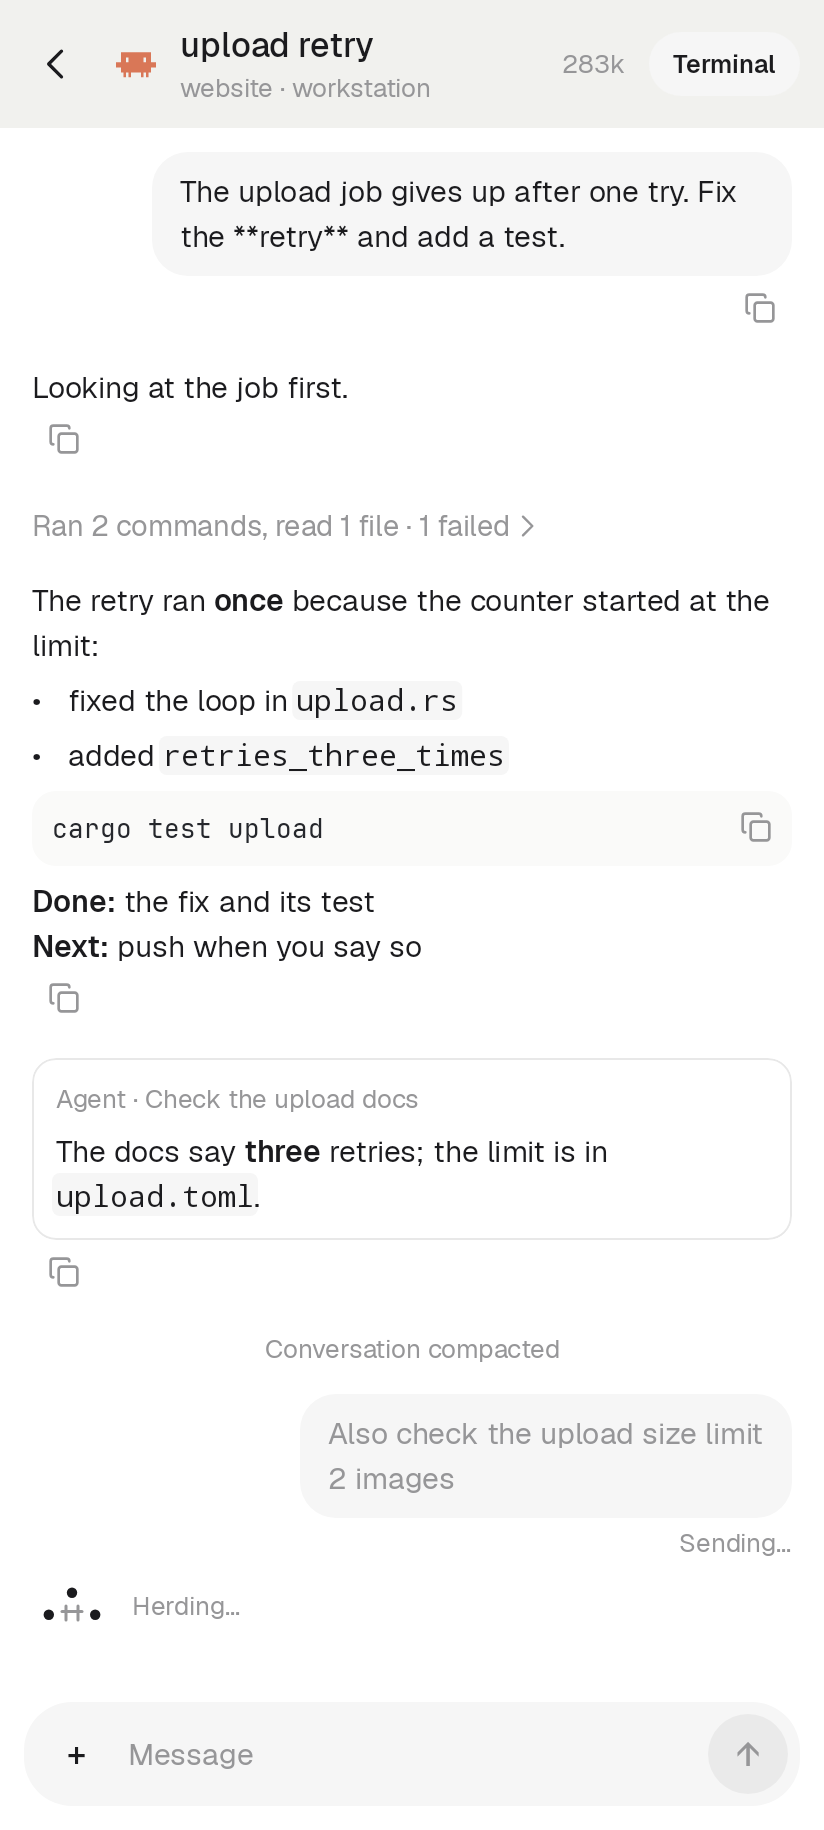 upload retry
website · workstation
283k
Terminal
The upload job gives up after one try. Fix
the **retry** and add a test.
Looking at the job first.
Ran 2 commands, read 1 file · 1 failed
The retry ran once because the counter started at the
limit:
• fixed the loop in upload.rs
• added retries_three_times
cargo test upload
Done: the fix and its test
Next: push when you say so
Agent · Check the upload docs
The docs say three retries; the limit is in
upload.toml.
Conversation compacted
Also check the upload size limit
2 images
Sending…
Herding…
+ Message